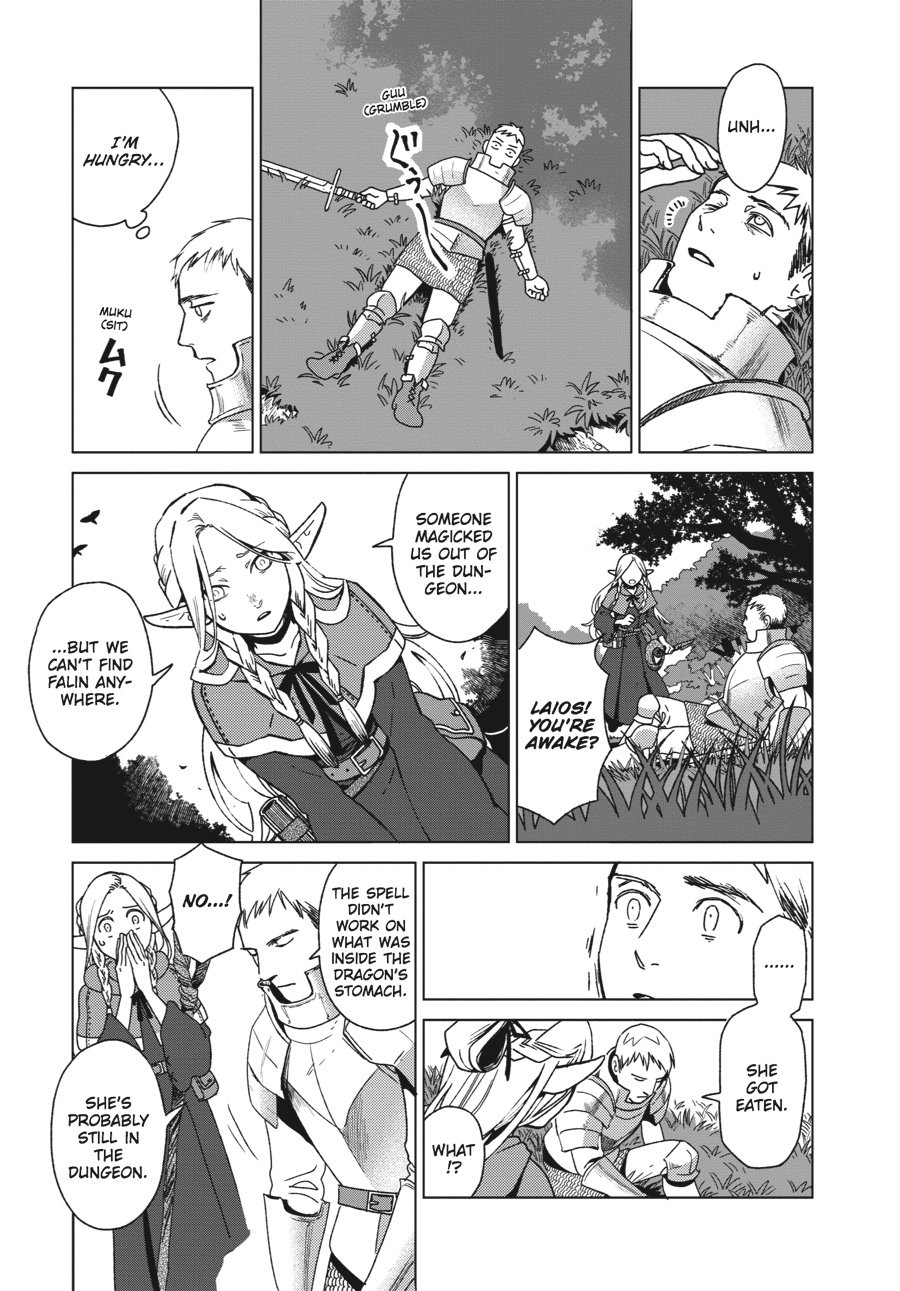 UNH...
GUU
(GRUMBLE)
ぐぅー
I'M
HUNGRY...
MUKU
(SIT)
ムク
LAIOS!
YOU'RE
AWAKE?
SOMEONE
MAGICKED
US OUT OF
THE DUN-
GEON...
...BUT WE
CAN'T FIND
FALIN ANY-
WHERE.
......
SHE
GOT
EATEN.
WHAT
!?
THE SPELL
DIDN'T
WORK ON
WHAT WAS
INSIDE THE
DRAGON'S
STOMACH.
NO...!
SHE'S
PROBABLY
STILL IN
THE
DUNGEON.